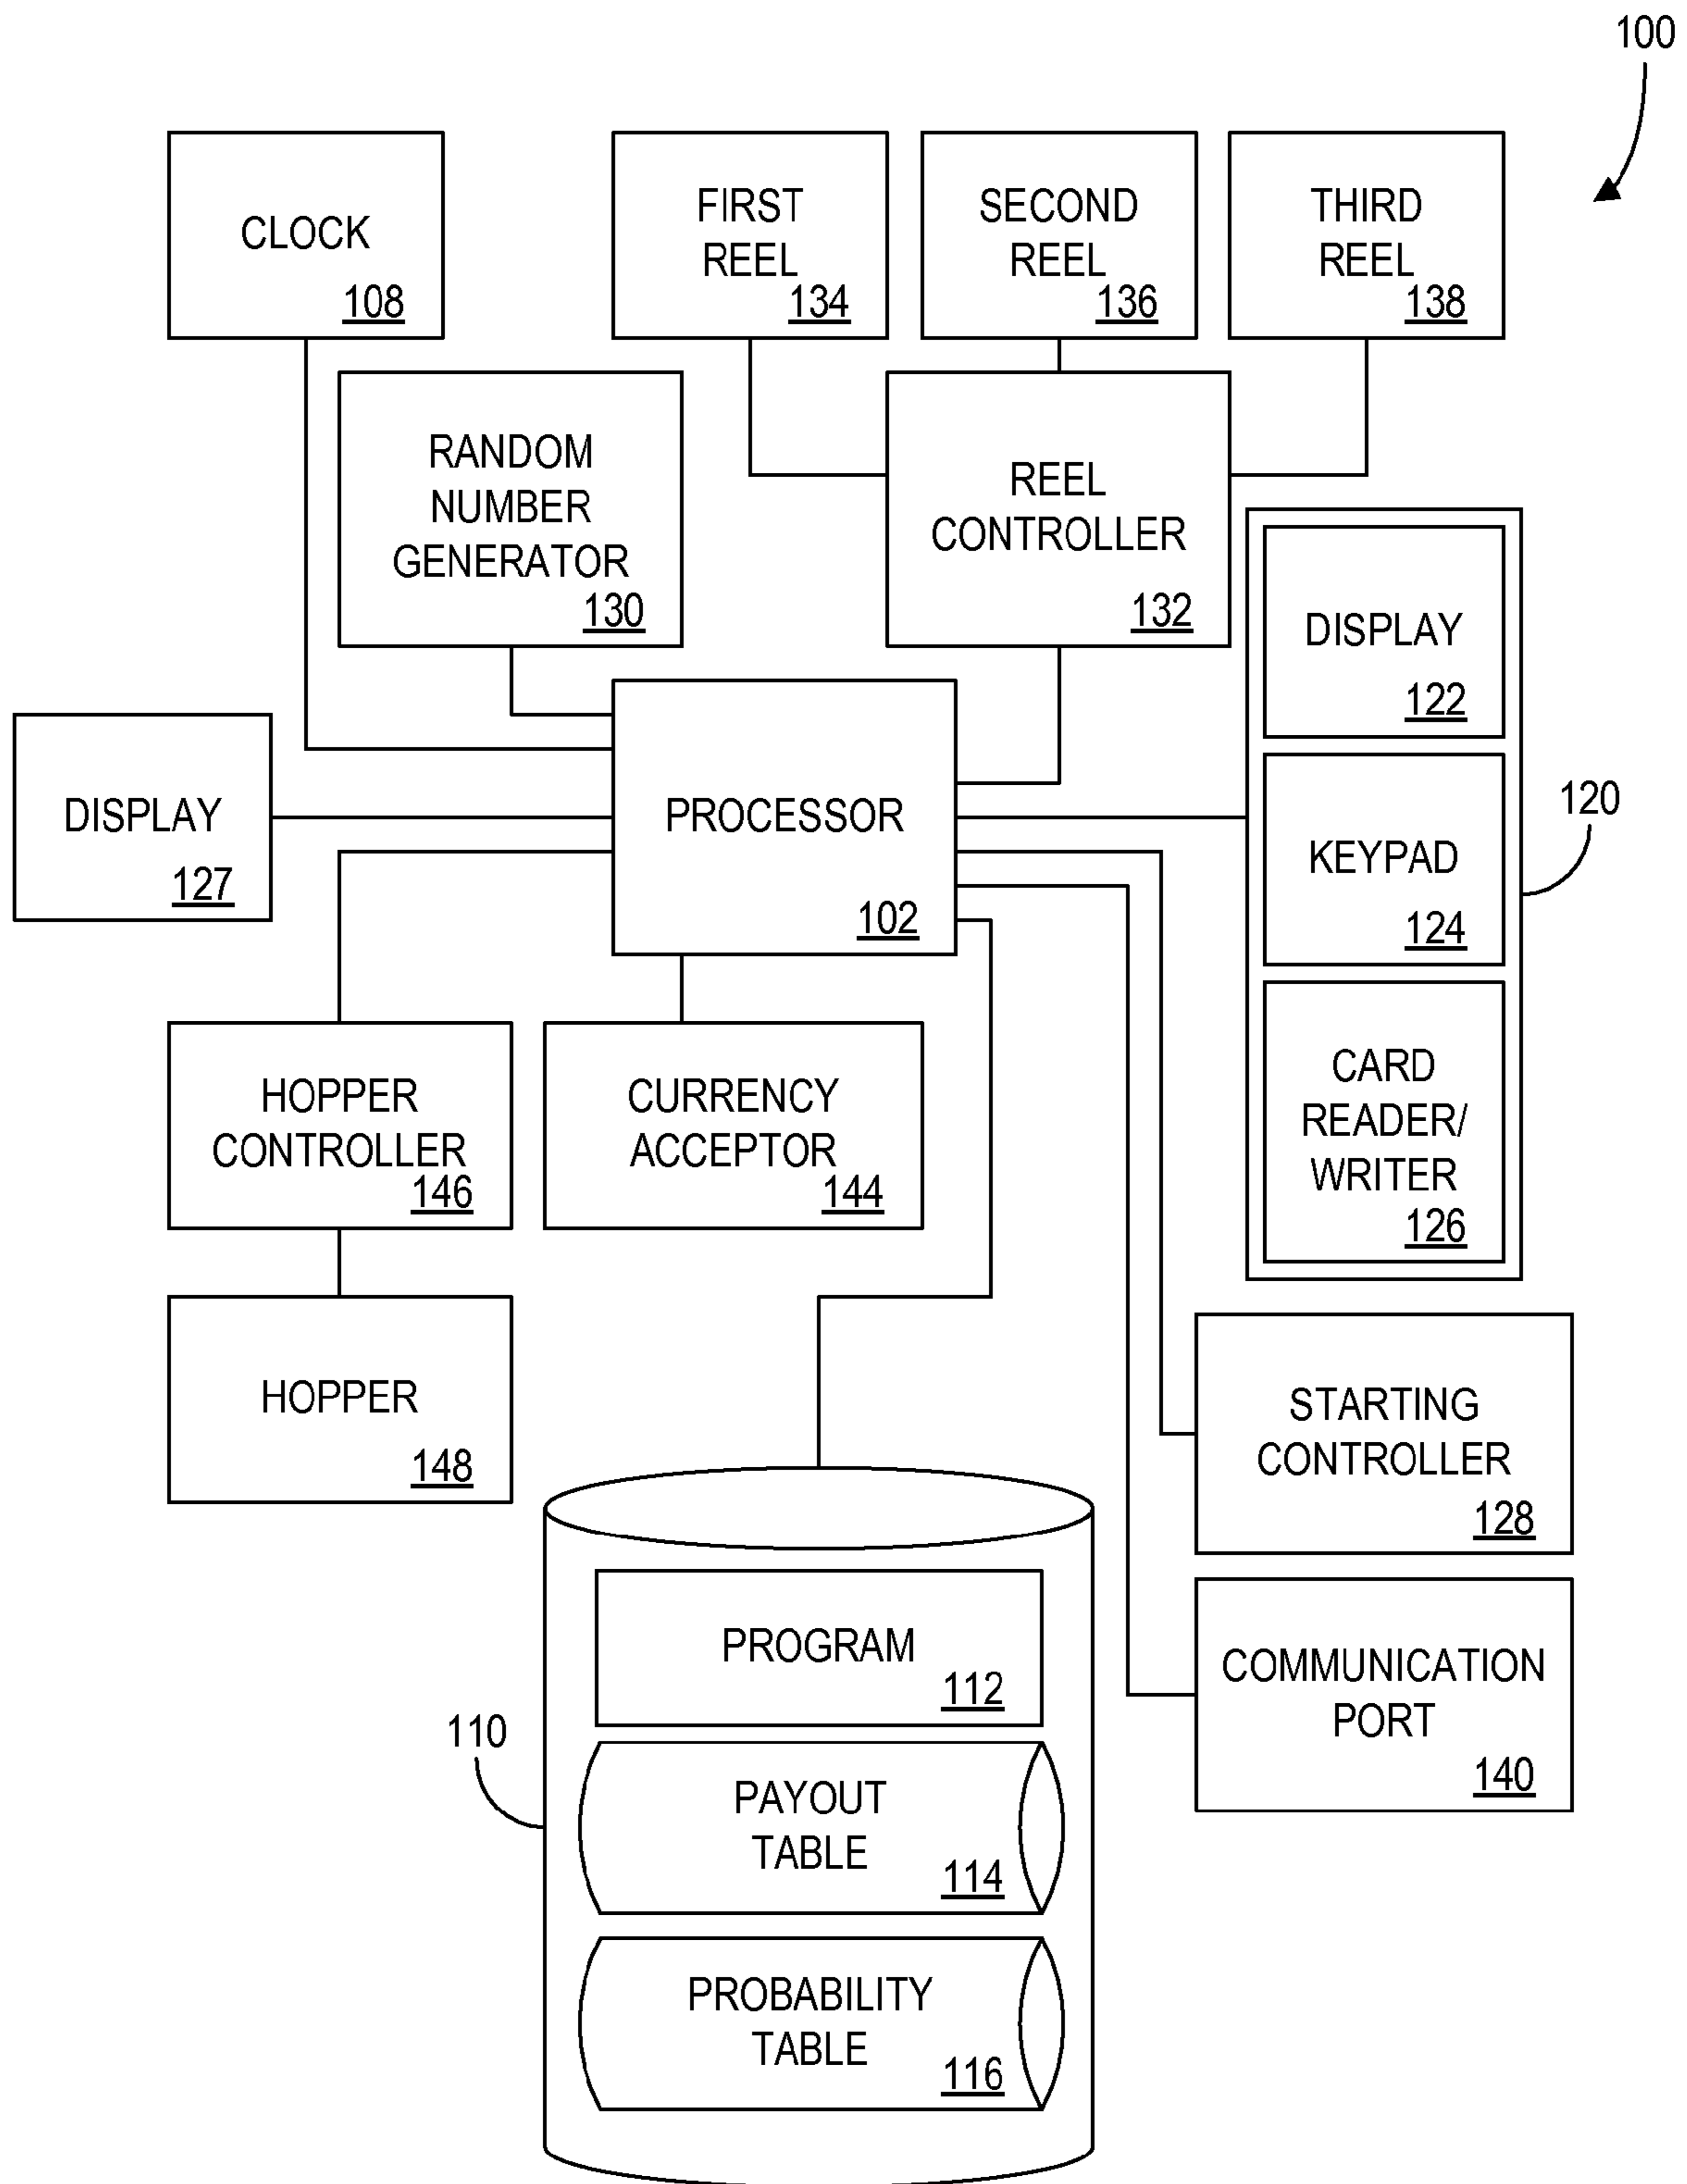 100
CLOCK
108
FIRST
REEL
134
SECOND
REEL
136
THIRD
REEL
138
RANDOM
NUMBER
GENERATOR
130
REEL
CONTROLLER
132
DISPLAY
122
KEYPAD
124
CARD
READER/
WRITER
126
120
DISPLAY
127
PROCESSOR
102
HOPPER
CONTROLLER
146
CURRENCY
ACCEPTOR
144
HOPPER
148
STARTING
CONTROLLER
128
COMMUNICATION
PORT
140
110
PROGRAM
112
PAYOUT
TABLE
114
PROBABILITY
TABLE
116